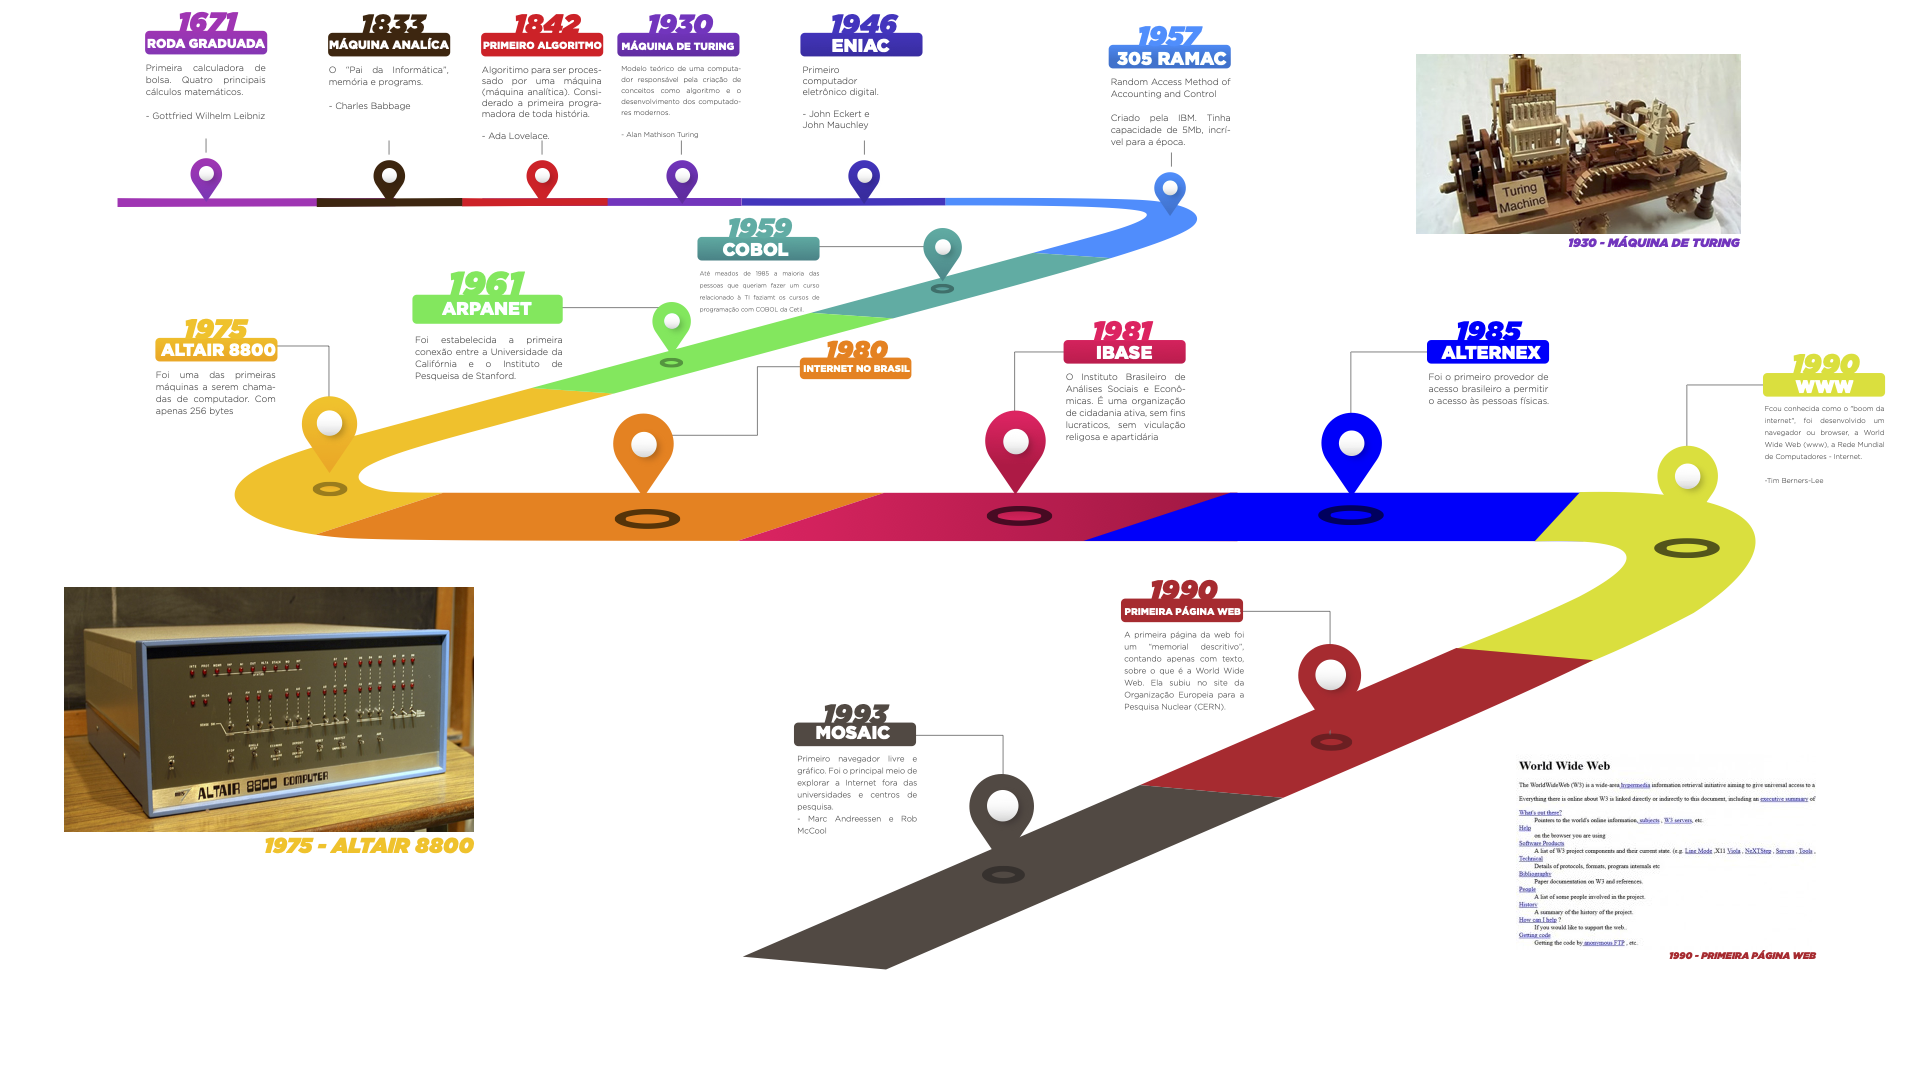 1671
RODA GRADUADA
Primeira calculadora de
bolsa. Quatro principais
cálculos matemáticos.
- Gottfried Wilhelm Leibniz
1833
MÁQUINA ANALÍCA
O “Pai da Informática”,
memória e programs.
- Charles Babbage
1842
PRIMEIRO ALGORITMO
Algoritimo para ser proces-
sado por uma máquina
(máquina analítica). Consi-
derado a primeira progra-
madora de toda história.
- Ada Lovelace.
1930
MÁQUINA DE TURING
Modelo teórico de uma computa-
dor responsável pela criação de
conceitos como algoritmo e o
desenvolvimento dos computado-
res modernos.
- Alan Mathison Turing
1946
ENIAC
Primeiro
computador
eletrônico digital.
- John Eckert e
John Mauchley
1957
305 RAMAC
Random Access Method of
Accounting and Control
Criado pela IBM. Tinha
capacidade de 5Mb, incrí-
vel para a época.
Turing
Machine
1930 - MÁQUINA DE TURING
1959
COBOL
Até meados de 1985 a maioria das
pessoas que queriam fazer um curso
relacionado à TI faziamt os cursos de
programação com COBOL da Cetil.
1961
ARPANET
Foi estabelecida a primeira
conexão entre a Universidade da
Califórnia e o Instituto de
Pesqueisa de Stanford.
1975
ALTAIR 8800
Foi uma das primeiras
máquinas a serem chama-
das de computador. Com
apenas 256 bytes
1980
INTERNET NO BRASIL
1981
IBASE
O Instituto Brasileiro de
Análises Sociais e Econô-
micas. É uma organização
de cidadania ativa, sem fins
lucraticos, sem viculação
religosa e apartidária
1985
ALTERNEX
Foi o primeiro provedor de
acesso brasileiro a permitir
o acesso às pessoas físicas.
1990
WWW
Fcou conhecida como o "boom da
internet", foi desenvolvido um
navegador ou browser, a World
Wide Web (www), a Rede Mundial
de Computadores - Internet.
-Tim Berners-Lee
1990
PRIMEIRA PÁGINA WEB
A primeira página da web foi
um “memorial descritivo”,
contando apenas com texto,
sobre o que é a World Wide
Web. Ela subiu no site da
Organização Europeia para a
Pesquisa Nuclear (CERN).
1993
MOSAIC
Primeiro navegador livre e
gráfico. Foi o principal meio de
explorar a Internet fora das
universidades e centros de
pesquisa.
- Marc Andreessen e Rob
McCool
ALTAIR 8800 COMPUTER
1975 - ALTAIR 8800
World Wide Web
The WorldWideWeb (W3) is a wide-area hypermedia information retrieval initiative aiming to give universal access to a
Everything there is online about W3 is linked directly or indirectly to this document, including an executive summary of
What's out there?
Pointers to the world's online information, subjects , W3 servers, etc.
Help
on the browser you are using
Software Products
A list of W3 project components and their current state. (e.g. Line Mode ,X11 Viola , NeXTStep , Servers , Tools ,
Technical
Details of protocols, formats, program internals etc
Bibliography
Paper documentation on W3 and references.
People
A list of some people involved in the project.
History
A summary of the history of the project.
How can I help ?
If you would like to support the web..
Getting code
Getting the code by anonymous FTP , etc.
1990 - PRIMEIRA PÁGINA WEB